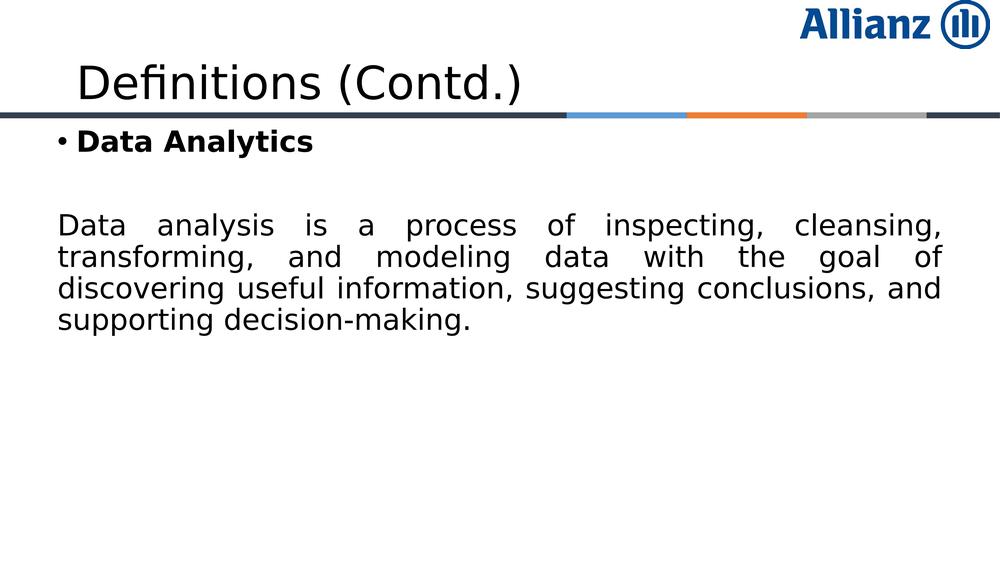 Allianz
Definitions (Contd.)
• Data Analytics
Data analysis is a process of inspecting, cleansing,
transforming, and modeling data with the goal of
discovering useful information, suggesting conclusions, and
supporting decision-making.